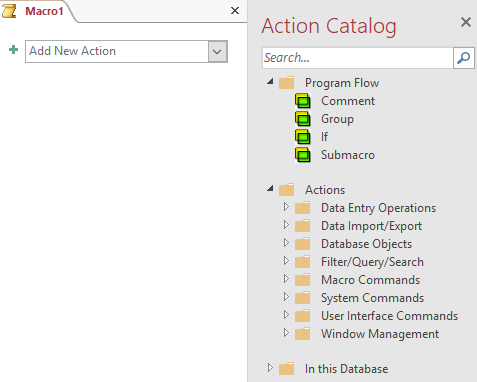 Macro1
Add New Action
Action Catalog
Search...
Program Flow
Comment
Group
If
Submacro
Actions
Data Entry Operations
Data Import/Export
Database Objects
Filter/Query/Search
Macro Commands
System Commands
User Interface Commands
Window Management
In this Database